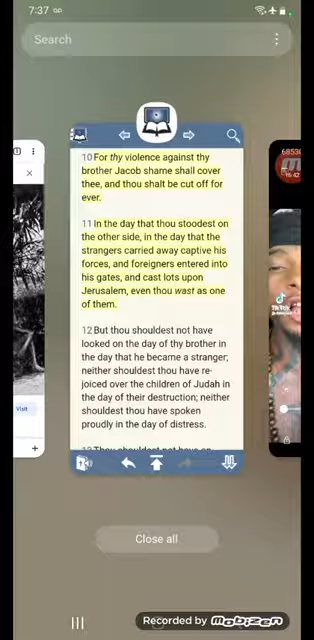 7:37
Search
10 For thy violence against thy
brother Jacob shame shall cover
thee, and thou shalt be cut off for
ever.
11 In the day that thou stoodest on
the other side, in the day that the
strangers carried away captive his
forces, and foreigners entered into
his gates, and cast lots upon
Jerusalem, even thou wast as one
of them.
12 But thou shouldest not have
looked on the day of thy brother in
the day that he became a stranger;
neither shouldest thou have re-
joiced over the children of Judah in
the day of their destruction; neither
shouldest thou have spoken
proudly in the day of distress.
Visit
TikTok
Close all
Recorded by
mobizen